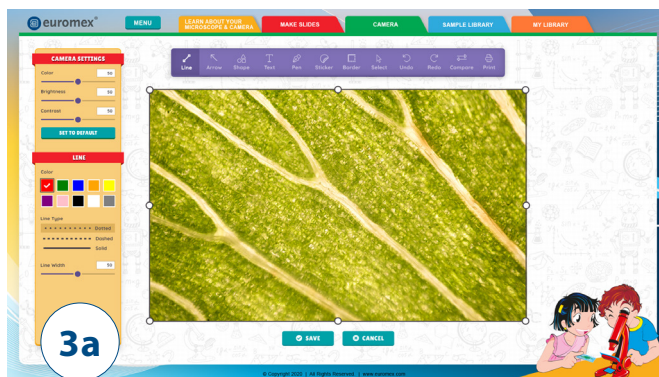 euromex®
MENU
LEARN ABOUT YOUR
MICROSCOPE & CAMERA
MAKE SLIDES
CAMERA
SAMPLE LIBRARY
MY LIBRARY
CAMERA SETTINGS
Color 50
Brightness 50
Contrast 50
SET TO DEFAULT
LINE
Color
Line Type
Dotted
Dashed
Solid
Line Width 50
Line Arrow Shape Text Pen Sticker Border Select Undo Redo Compare Print
SAVE CANCEL
3a
© Copyright 2020 | All Rights Reserved | www.euromex.com